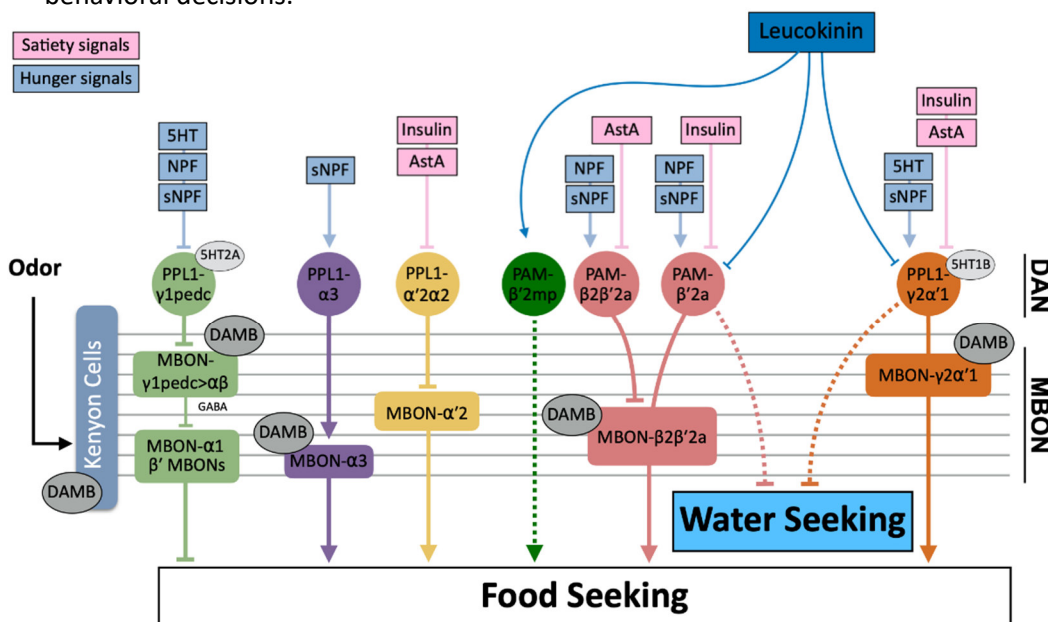 behavioral decisions.
Leucokinin
Satiety signals
Hunger signals
5HT
NPF
sNPF
sNPF
Insulin
AstA
AstA
NPF
sNPF
Insulin
NPF
sNPF
Insulin
AstA
5HT
sNPF
Odor
PPL1-
γ1pedc
5HT2A
PPL1-
α3
PPL1-
α'2α2
PAM-
β'2mp
PAM-
β2β'2a
PAM-
β'2a
PPL1-
γ2α'1
5HT1B
DAN
Kenyon Cells
DAMB
MBON-
γ1pedc>αβ
GABA
MBON-α1
β' MBONs
DAMB
DAMB
MBON-α3
MBON-α'2
DAMB
MBON-β2β'2a
DAMB
MBON-γ2α'1
MBON
Water Seeking
Food Seeking